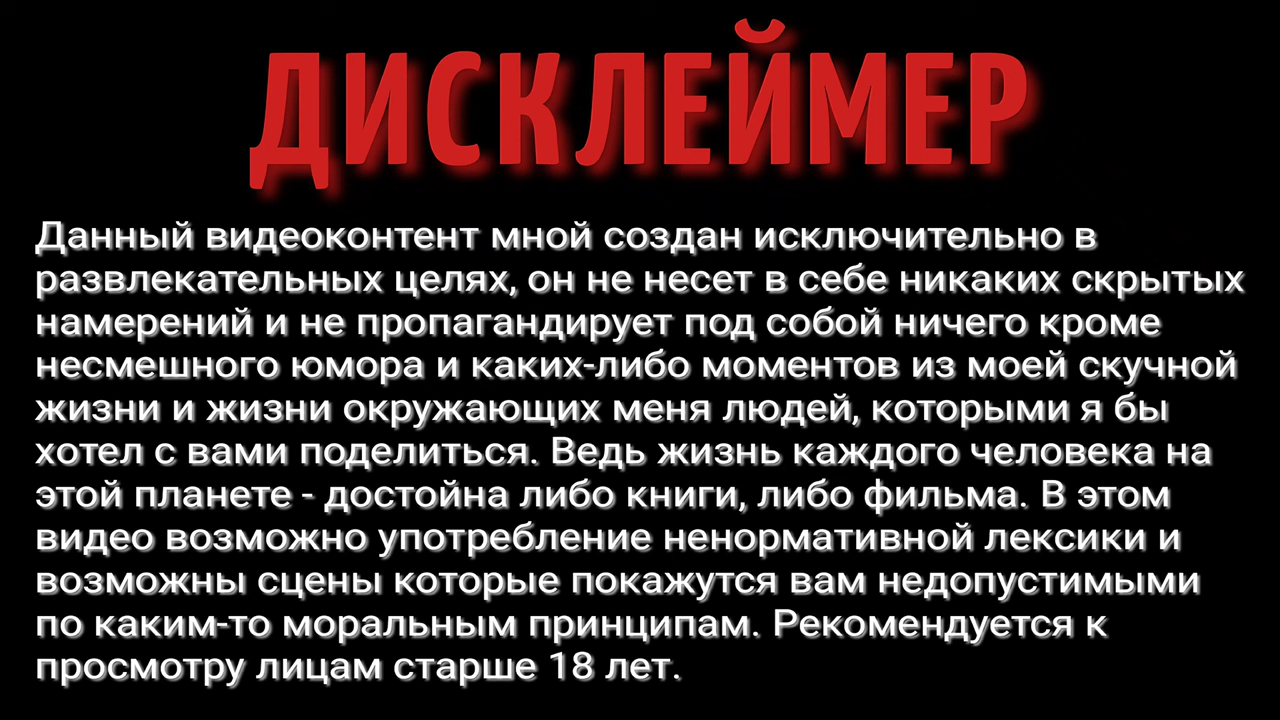 ДИСКЛЕЙМЕР
Данный видеоконтент мной создан исключительно в
развлекательных целях, он не несет в себе никаких скрытых
намерений и не пропагандирует под собой ничего кроме
несмешного юмора и каких-либо моментов из моей скучной
жизни и жизни окружающих меня людей, которыми я бы
хотел с вами поделиться. Ведь жизнь каждого человека на
этой планете - достойна либо книги, либо фильма. В этом
видео возможно употребление ненормативной лексики и
возможны сцены которые покажутся вам недопустимыми
по каким-то моральным принципам. Рекомендуется к
просмотру лицам старше 18 лет.